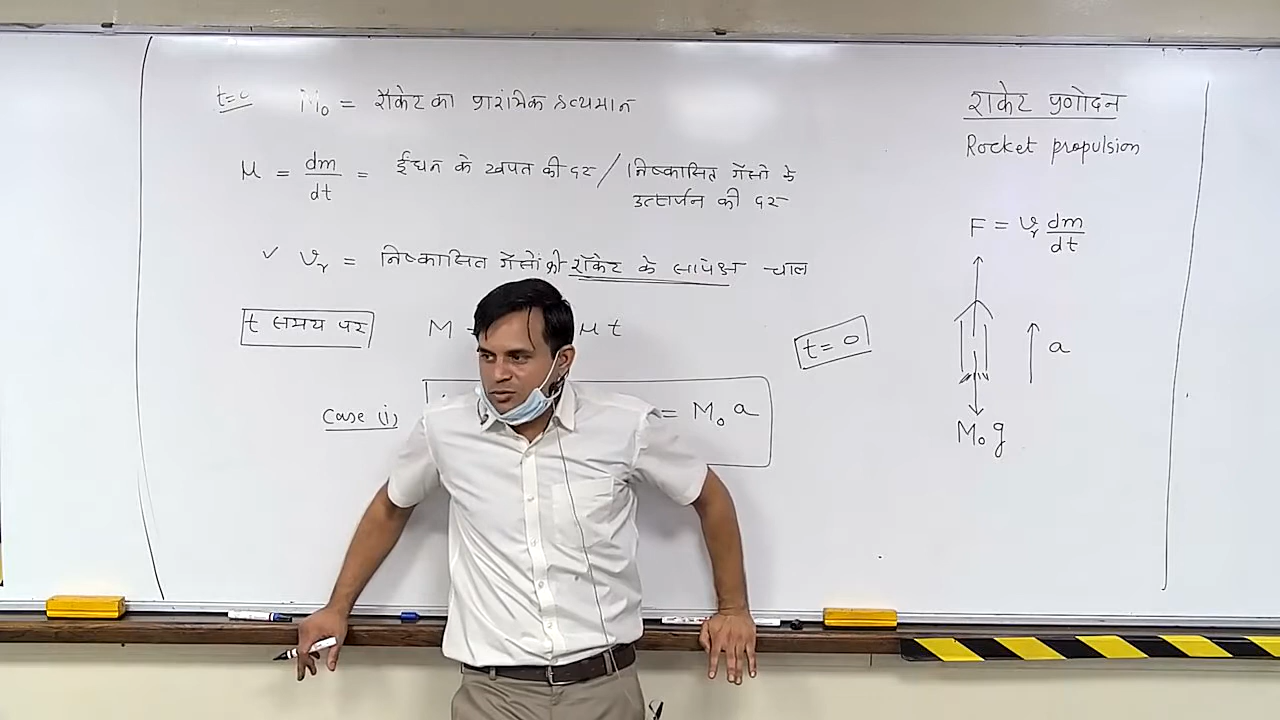 t=0 M₀ = रॉकेट का प्रारंभिक द्रव्यमान
μ = dm/dt = ईंधन के खपत की दर / निष्कासित गैसों के
उत्सर्जन की दर
✓ vᵣ = निष्कासित गैसों की रॉकेट के सापेक्ष चाल
t समय पर M μt
Case (i) = M₀ a
रॉकेट प्रणोदन
Rocket propulsion
F = vᵣ dm/dt
t = 0
a
M₀g